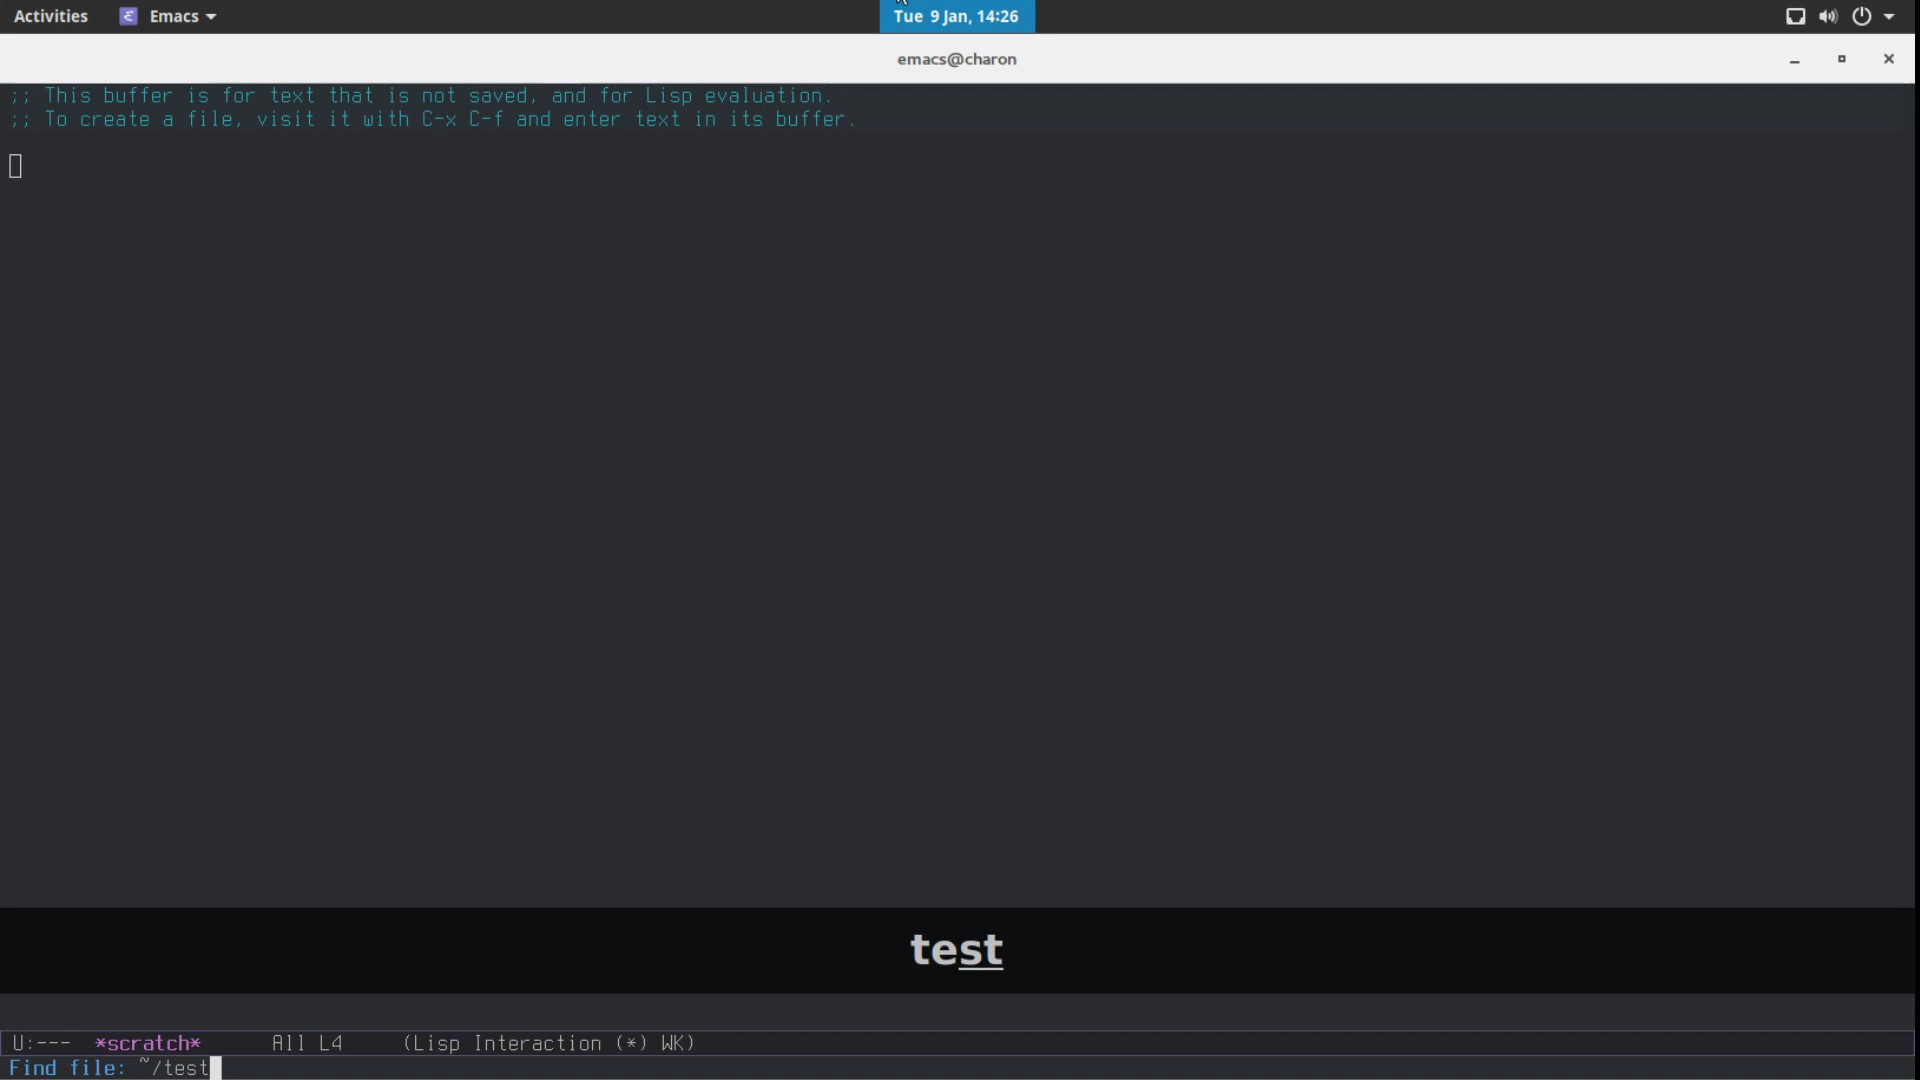 Activities Emacs Tue 9 Jan, 14:26
emacs@charon
;; This buffer is for text that is not saved, and for Lisp evaluation.
;; To create a file, visit it with C-x C-f and enter text in its buffer.
test
U:--- *scratch* All L4 (Lisp Interaction (*) WK)
Find file: ~/test